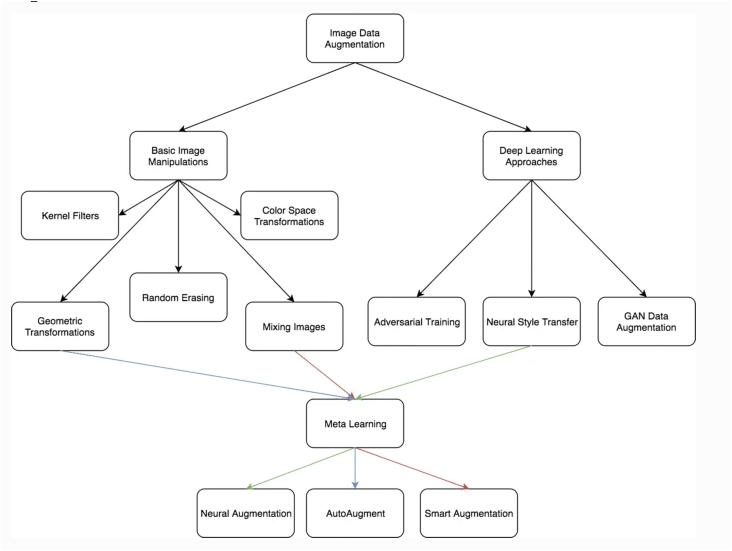 Image Data
Augmentation
Basic Image
Manipulations
Deep Learning
Approaches
Kernel Filters
Color Space
Transformations
Geometric
Transformations
Random Erasing
Mixing Images
Adversarial Training
Neural Style Transfer
GAN Data
Augmentation
Meta Learning
Neural Augmentation
AutoAugment
Smart Augmentation